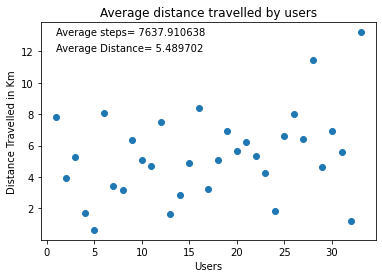 Average distance travelled by users
Average steps= 7637.910638
Average Distance= 5.489702
Distance Travelled in Km
12
10
8
6
4
2
0
5
10
15
20
25
30
Users